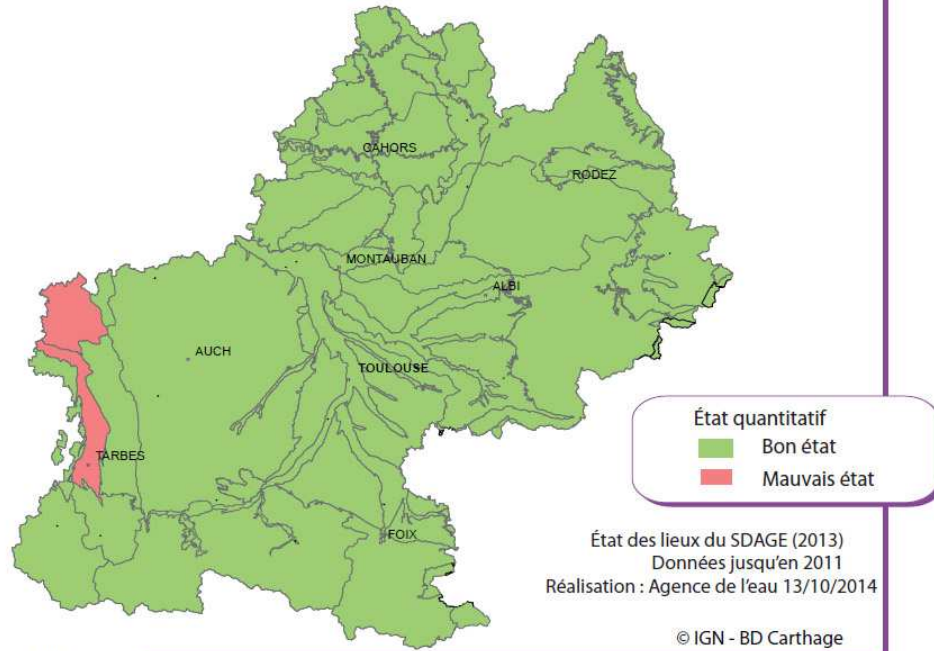 CAHORS
RODEZ
MONTAUBAN
ALBI
AUCH
TOULOUSE
TARBES
FOIX
État quantitatif
Bon état
Mauvais état
État des lieux du SDAGE (2013)
Données jusqu'en 2011
Réalisation : Agence de l'eau 13/10/2014
© IGN - BD Carthage